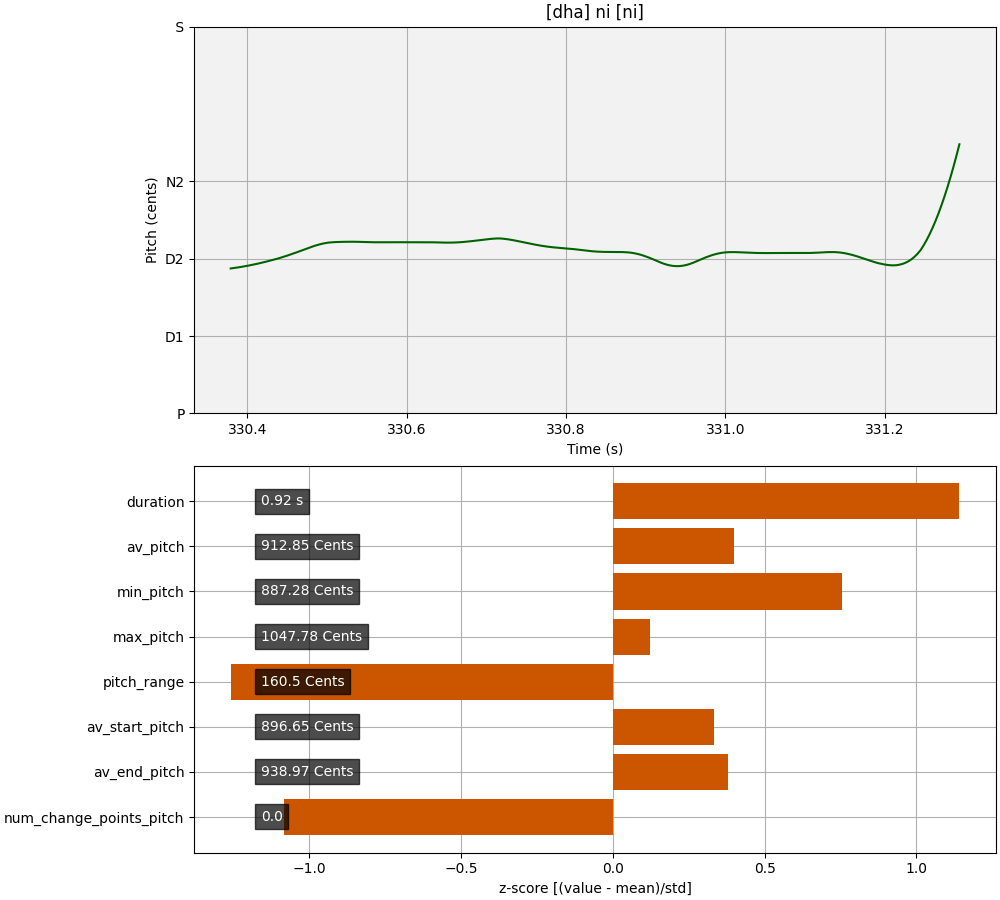 [dha] ni [ni]
S
N2
D2
D1
P
Pitch (cents)
330.4 330.6 330.8 331.0 331.2
Time (s)
duration 0.92 s
av_pitch 912.85 Cents
min_pitch 887.28 Cents
max_pitch 1047.78 Cents
pitch_range 160.5 Cents
av_start_pitch 896.65 Cents
av_end_pitch 938.97 Cents
num_change_points_pitch 0.0
−1.0 −0.5 0.0 0.5 1.0
z-score [(value - mean)/std]